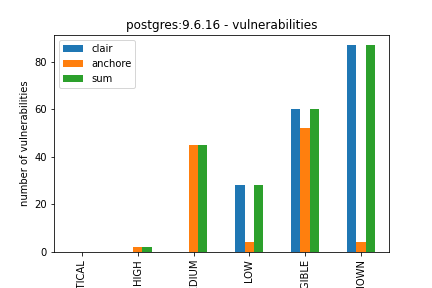 postgres:9.6.16 - vulnerabilities
clair
anchore
sum
number of vulnerabilities
80
60
40
20
0
TICAL
HIGH
DIUM
LOW
GIBLE
NOWN